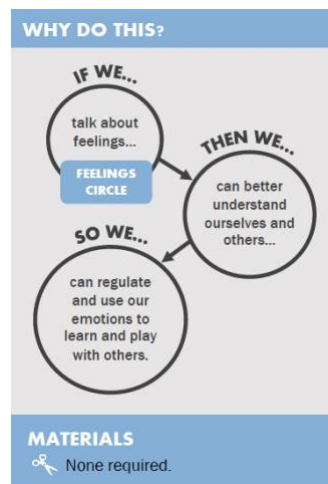 WHY DO THIS?
IF WE...
talk about
feelings...
FEELINGS
CIRCLE
THEN WE...
can better
understand
ourselves and
others...
SO WE...
can regulate
and use our
emotions to
learn and play
with others.
MATERIALS
None required.